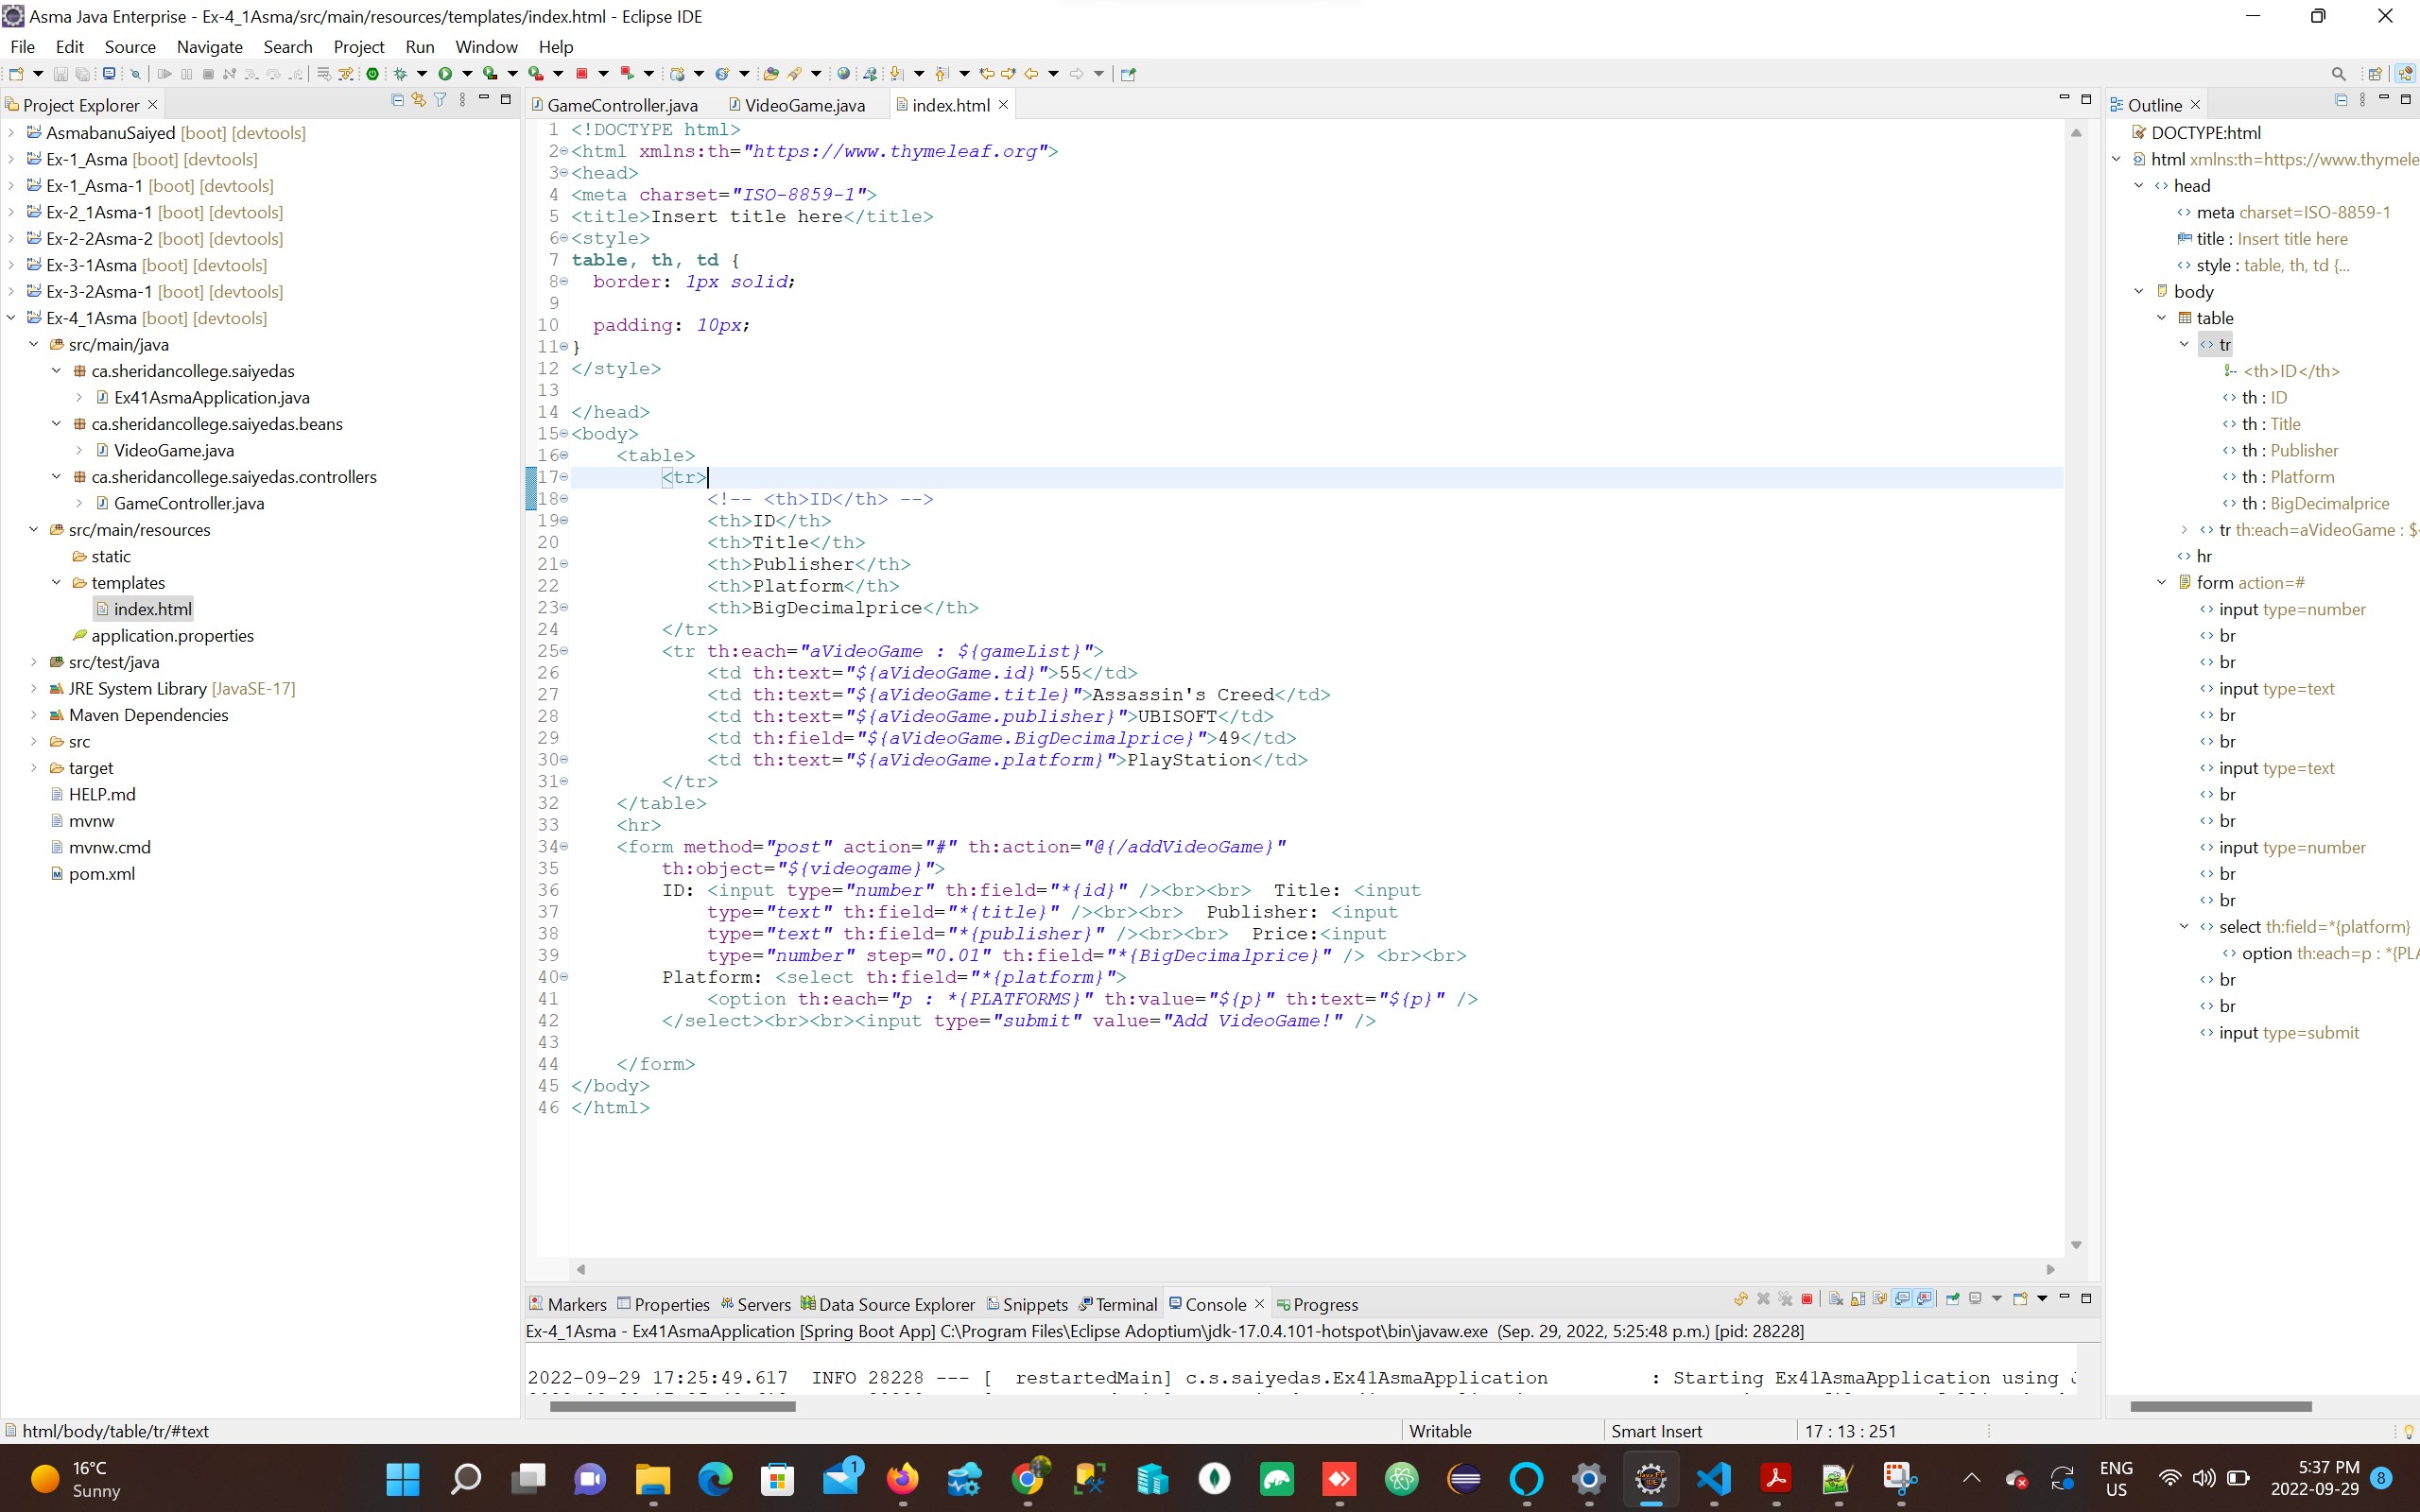 Asma Java Enterprise - Ex-4_1Asma/src/main/resources/templates/index.html - Eclipse IDE
File Edit Source Navigate Search Project Run Window Help
Project Explorer
AsmabanuSaiyed [boot] [devtools]
Ex-1_Asma [boot] [devtools]
Ex-1_Asma-1 [boot] [devtools]
Ex-2_1Asma-1 [boot] [devtools]
Ex-2-2Asma-2 [boot] [devtools]
Ex-3-1Asma [boot] [devtools]
Ex-3-2Asma-1 [boot] [devtools]
Ex-4_1Asma [boot] [devtools]
src/main/java
ca.sheridancollege.saiyedas
Ex41AsmaApplication.java
ca.sheridancollege.saiyedas.beans
VideoGame.java
ca.sheridancollege.saiyedas.controllers
GameController.java
src/main/resources
static
templates
index.html
application.properties
src/test/java
JRE System Library [JavaSE-17]
Maven Dependencies
src
target
HELP.md
mvnw
mvnw.cmd
pom.xml
GameController.java VideoGame.java index.html
1 <!DOCTYPE html>
2 <html xmlns:th="https://www.thymeleaf.org">
3 <head>
4 <meta charset="ISO-8859-1">
5 <title>Insert title here</title>
6 <style>
7 table, th, td {
8 border: 1px solid;
9
10 padding: 10px;
11 }
12 </style>
13
14 </head>
15 <body>
16 <table>
17 <tr>
18 <!-- <th>ID</th> -->
19 <th>ID</th>
20 <th>Title</th>
21 <th>Publisher</th>
22 <th>Platform</th>
23 <th>BigDecimalprice</th>
24 </tr>
25 <tr th:each="aVideoGame : ${gameList}">
26 <td th:text="${aVideoGame.id}">55</td>
27 <td th:text="${aVideoGame.title}">Assassin's Creed</td>
28 <td th:text="${aVideoGame.publisher}">UBISOFT</td>
29 <td th:field="${aVideoGame.BigDecimalprice}">49</td>
30 <td th:text="${aVideoGame.platform}">PlayStation</td>
31 </tr>
32 </table>
33 <hr>
34 <form method="post" action="#" th:action="@{/addVideoGame}"
35 th:object="${videogame}">
36 ID: <input type="number" th:field="*{id}" /><br><br> Title: <input
37 type="text" th:field="*{title}" /><br><br> Publisher: <input
38 type="text" th:field="*{publisher}" /><br><br> Price:<input
39 type="number" step="0.01" th:field="*{BigDecimalprice}" /> <br><br>
40 Platform: <select th:field="*{platform}">
41 <option th:each="p : *{PLATFORMS}" th:value="${p}" th:text="${p}" />
42 </select><br><br><input type="submit" value="Add VideoGame!" />
43
44 </form>
45 </body>
46 </html>
Outline
DOCTYPE:html
html xmlns:th=https://www.thymele
head
meta charset=ISO-8859-1
title : Insert title here
style : table, th, td {...
body
table
tr
<th>ID</th>
th : ID
th : Title
th : Publisher
th : Platform
th : BigDecimalprice
tr th:each=aVideoGame : $
hr
form action=#
input type=number
br
br
input type=text
br
br
input type=text
br
br
input type=number
br
br
select th:field=*{platform}
option th:each=p : *{PLA
br
br
input type=submit
Markers Properties Servers Data Source Explorer Snippets Terminal Console Progress
Ex-4_1Asma - Ex41AsmaApplication [Spring Boot App] C:\Program Files\Eclipse Adoptium\jdk-17.0.4.101-hotspot\bin\javaw.exe (Sep. 29, 2022, 5:25:48 p.m.) [pid: 28228]
2022-09-29 17:25:49.617 INFO 28228 --- [ restartedMain] c.s.saiyedas.Ex41AsmaApplication : Starting Ex41AsmaApplication using
html/body/table/tr/#text Writable Smart Insert 17 : 13 : 251
16°C
Sunny
1
ENG
US
5:37 PM
2022-09-29
8